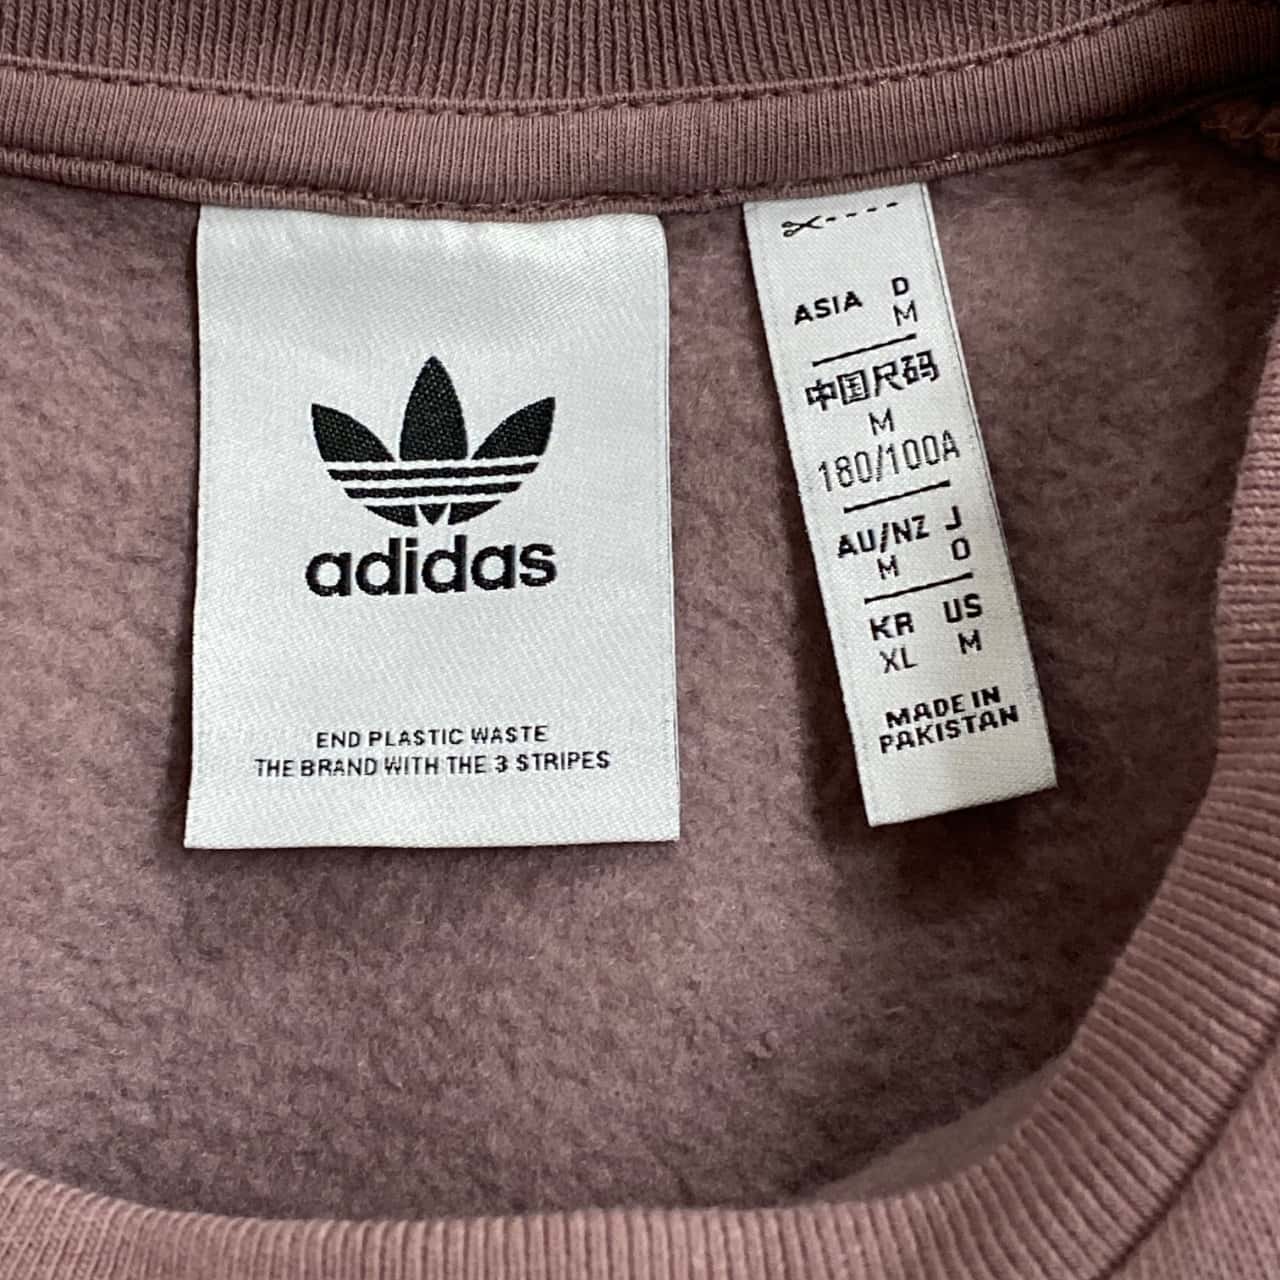 adidas
END PLASTIC WASTE
THE BRAND WITH THE 3 STRIPES
ASIA D
M
中国尺码
M
180/100A
AU/NZ J
M O
KR US
XL M
MADE IN
PAKISTAN